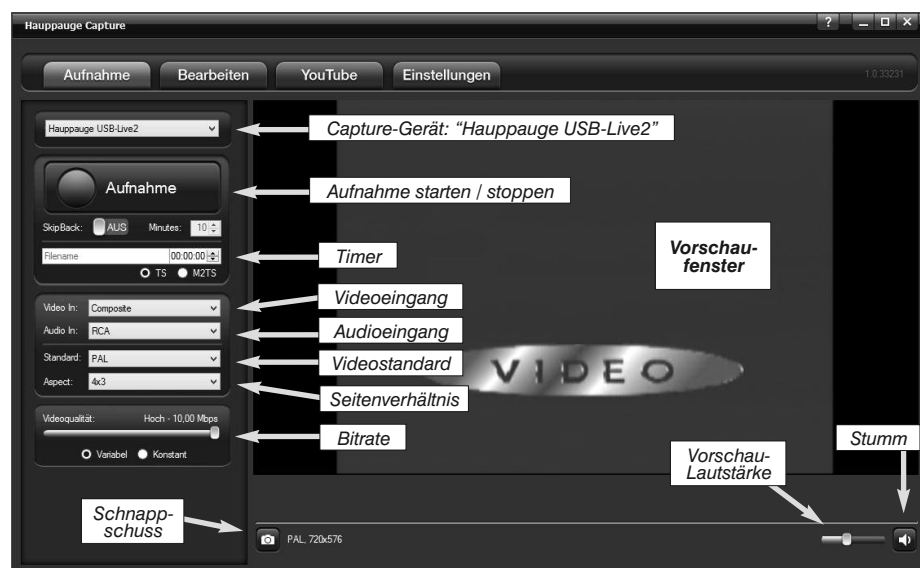 Hauppauge Capture
?
Aufnahme Bearbeiten YouTube Einstellungen
1.0.33231
Hauppauge USB-Live2
Capture-Gerät: “Hauppauge USB-Live2”
Aufnahme
Aufnahme starten / stoppen
SkipBack: AUS Minutes: 10
Filename 00:00:00
Timer
TS M2TS
Vorschau-
fenster
Video In: Composite
Videoeingang
Audio In: RCA
Audioeingang
Standard: PAL
Videostandard
Aspect: 4x3
Seitenverhältnis
VIDEO
Videoqualität: Hoch - 10,00 Mbps
Bitrate
Variabel Konstant
Vorschau-
Lautstärke
Stumm
Schnapp-
schuss
PAL, 720x576